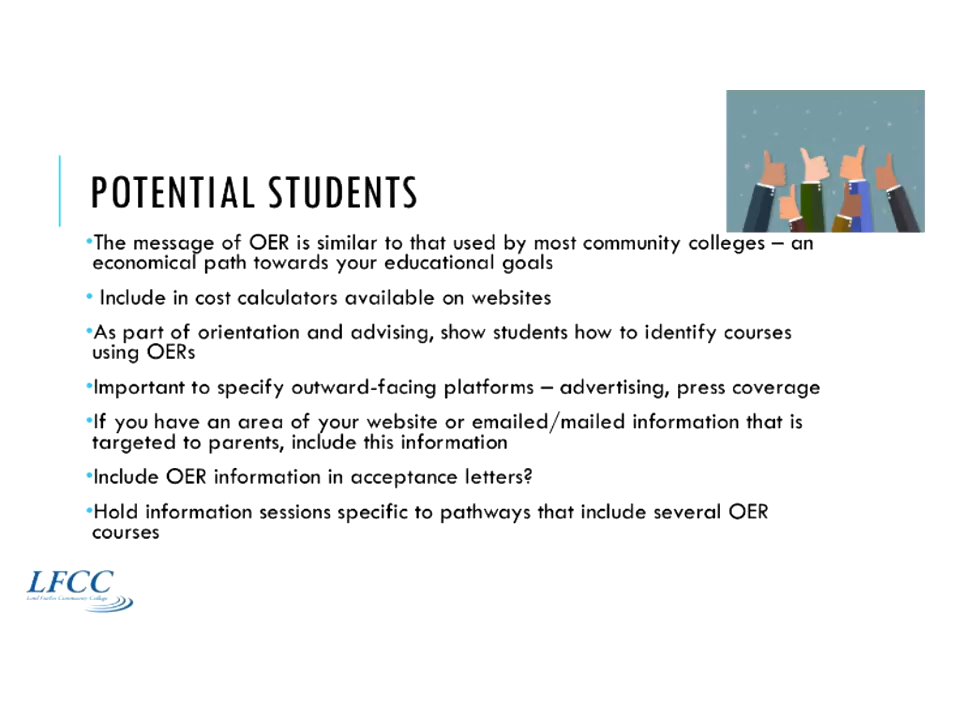 POTENTIAL STUDENTS
•The message of OER is similar to that used by most community colleges – an
economical path towards your educational goals
• Include in cost calculators available on websites
•As part of orientation and advising, show students how to identify courses
using OERs
•Important to specify outward-facing platforms – advertising, press coverage
•If you have an area of your website or emailed/mailed information that is
targeted to parents, include this information
•Include OER information in acceptance letters?
•Hold information sessions specific to pathways that include several OER
courses
LFCC
Lord Fairfax Community College